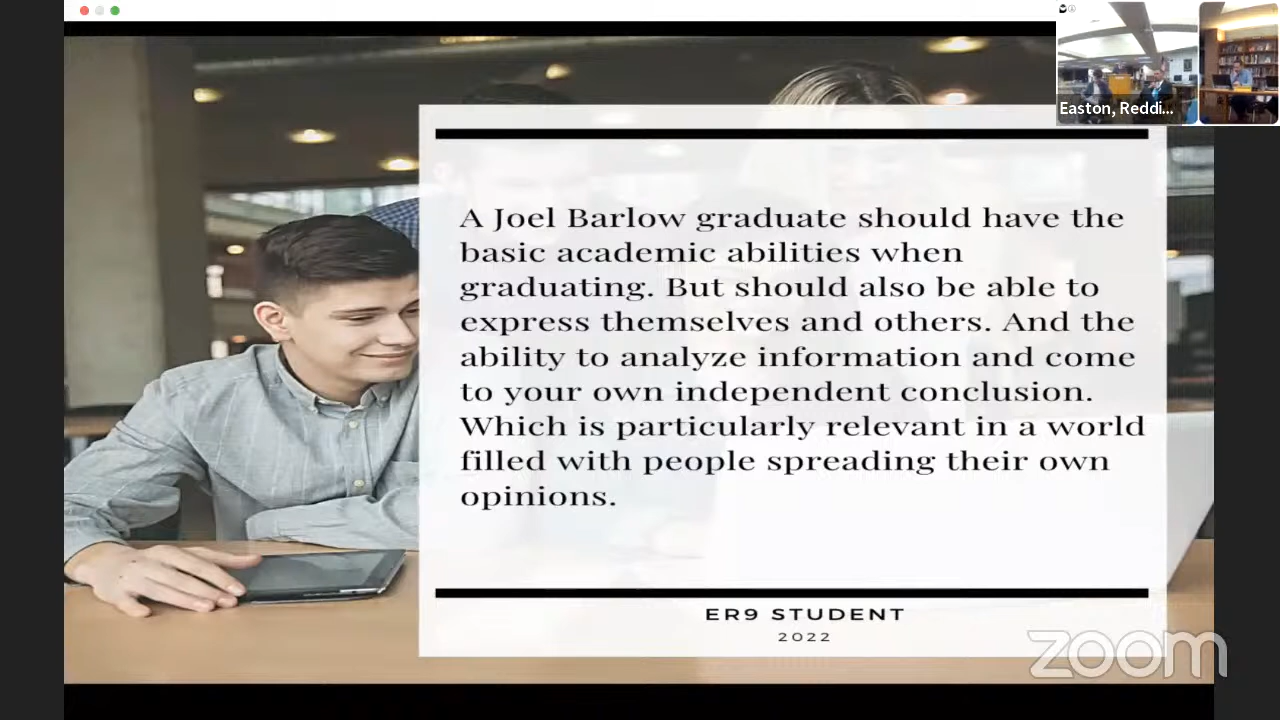 Easton, Reddi...
A Joel Barlow graduate should have the
basic academic abilities when
graduating. But should also be able to
express themselves and others. And the
ability to analyze information and come
to your own independent conclusion.
Which is particularly relevant in a world
filled with people spreading their own
opinions.
ER9 STUDENT
2022
zoom